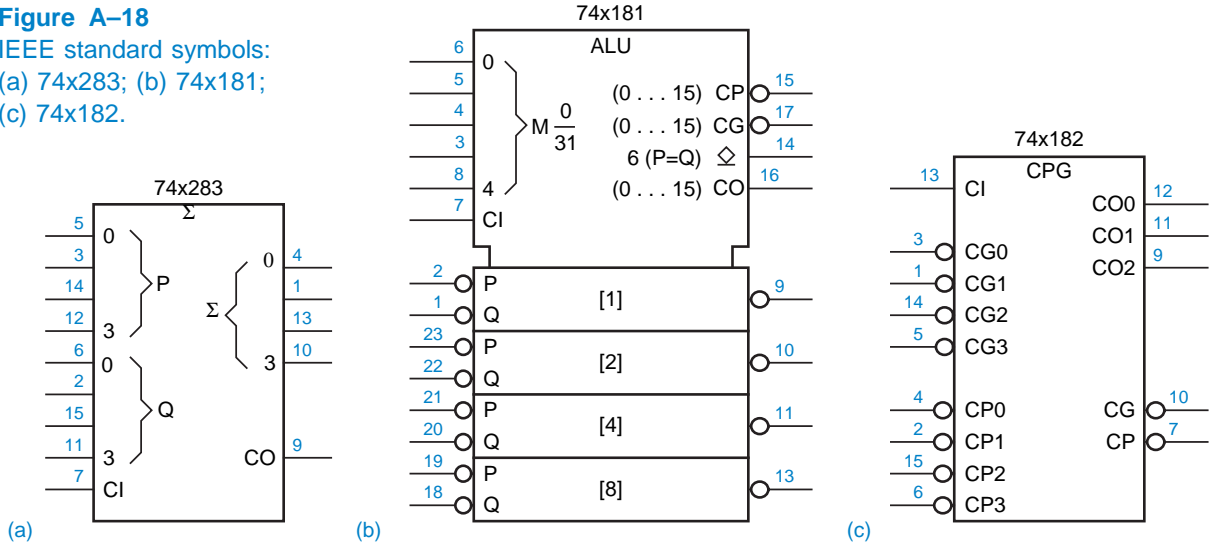 Figure A–18
IEEE standard symbols:
(a) 74x283; (b) 74x181;
(c) 74x182.
74x283
Σ
5 0
3
14 P
12 3
6 0
2
15 Q
11 3
7 CI
Σ
0 4
1
13
3 10
CO 9
(a)
74x181
ALU
6 0
5
4 M 0
31
3
8 4
7 CI
(0 . . . 15) CP 15
(0 . . . 15) CG 17
6 (P=Q) 14
(0 . . . 15) CO 16
2 P
1 Q
[1] 9
23 P
22 Q
[2] 10
21 P
20 Q
[4] 11
19 P
18 Q
[8] 13
(b)
74x182
CPG
13 CI
3 CG0
1 CG1
14 CG2
5 CG3
4 CP0
2 CP1
15 CP2
6 CP3
CO0 12
CO1 11
CO2 9
CG 10
CP 7
(c)